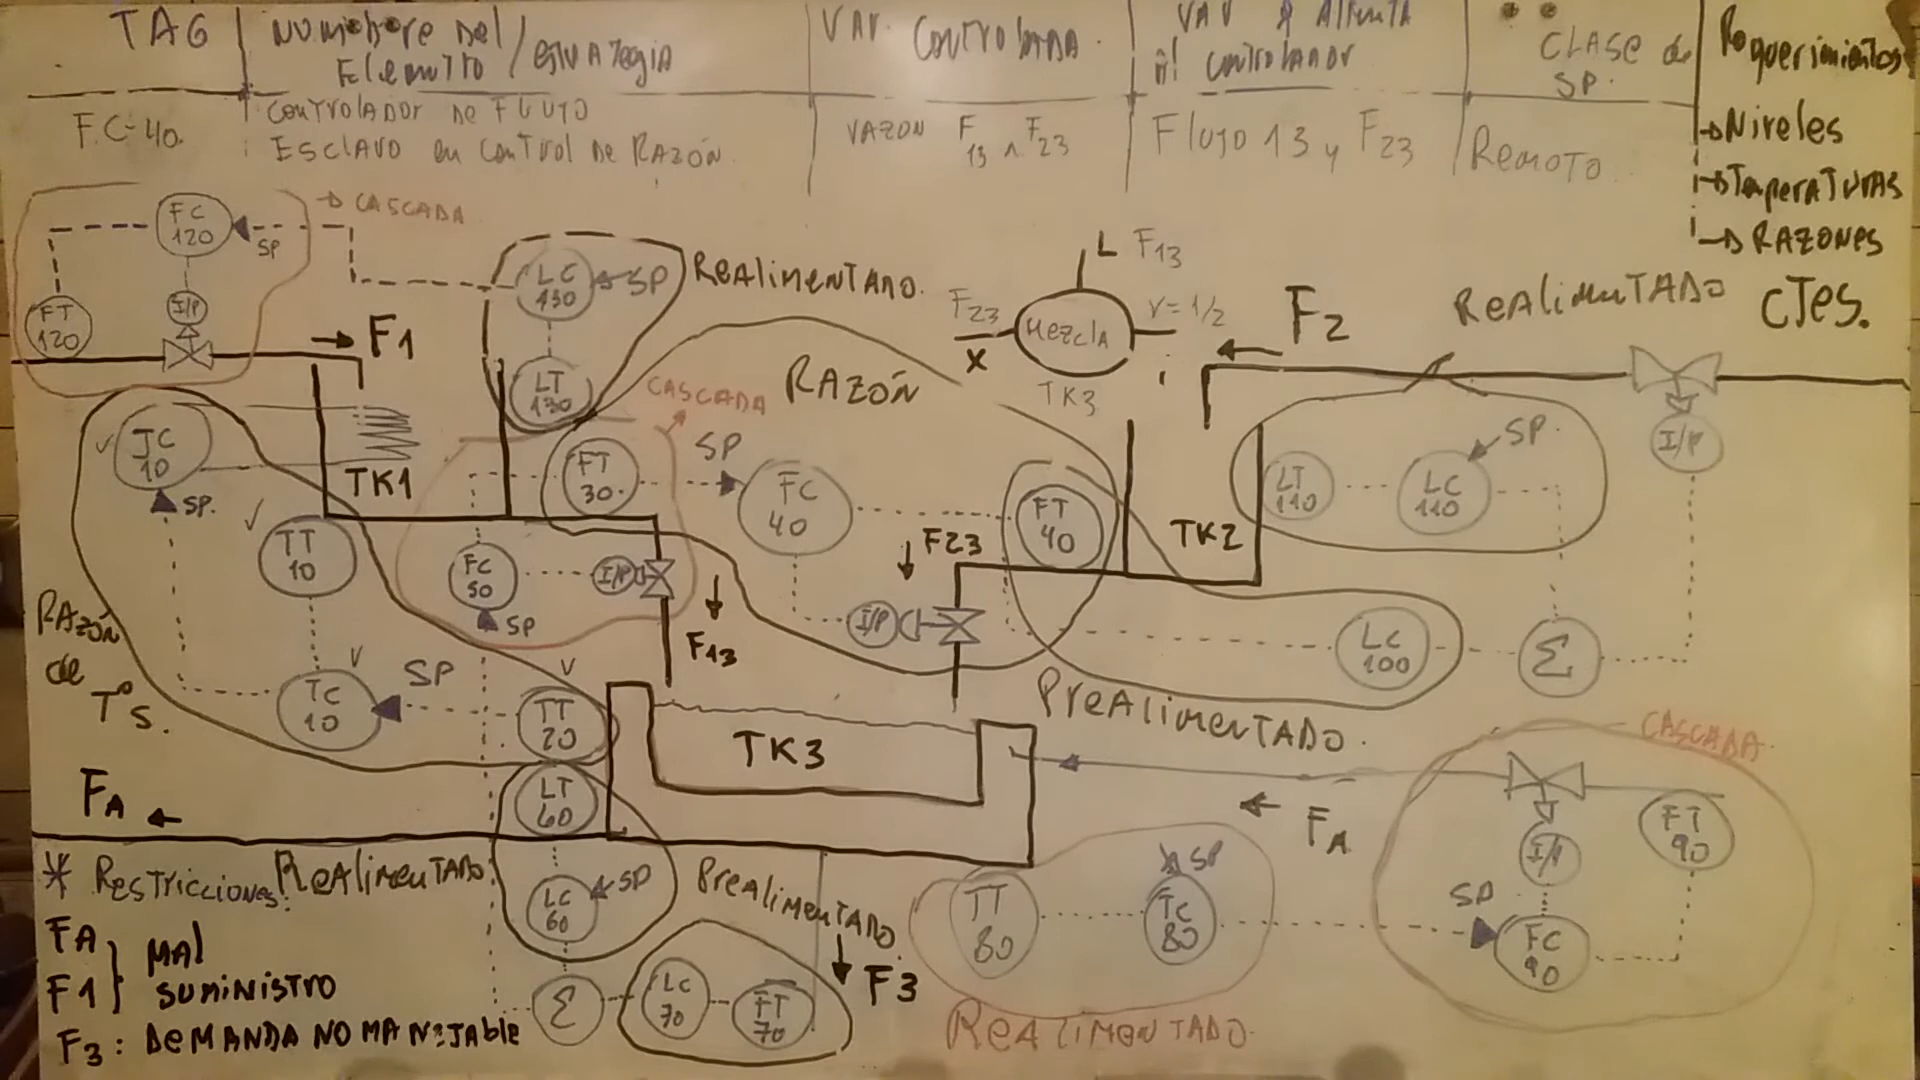 TAG
Nombre del
Elemento / Estrategia
VAR. Controlada.
VAR q Alimenta
al controlador
CLASE de
SP.
Requerimientos
F.C-40.
Controlador de Flujo
Esclavo en control de Razón.
razon F13 ^ F23
Flujo 13 y F23
Remoto.
→ Niveles
→ Temperaturas
→ RAZONES
CTes.
FC
120
SP
→ CASCADA
FT
120
I/P
→ F1
LC
130
SP
Realimentado.
LT
130
L F13
F23
X
Mezcla
r = 1/2
TK3
← F2
Realimentado
I/P
RAZÓN
CASCADA
JC
10
SP.
TK1
FT
30.
SP
FC
40
FT
40
TK2
LT
110
LC
110
SP.
TT
10
FC
50
I/P
SP
F13
F23
I/P
LC
100
Σ
Razón
de
T°s.
TC
10
SP
TT
20
TK3
PreAlimentado.
CASCADA.
FA ←
LT
60
← FA
I/P
FT
90
SP
FC
90
* Restricciones:
Realimentado.
LC
60
SP
Prealimentado.
TT
80
TC
80
SP
FA
F1
} MAl
suministro
F3 : DEMANDA NO MANEJAble
Σ
LC
70
FT
70
F3
ReAlimentado.